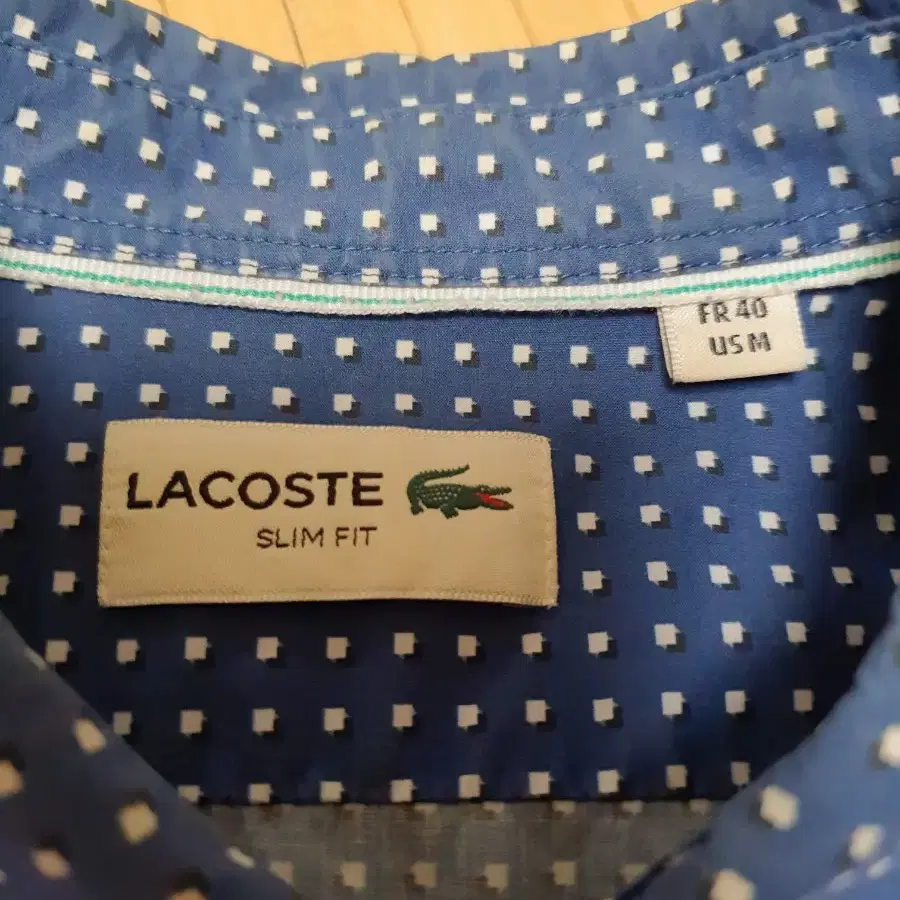 FR 40
US M
LACOSTE
SLIM FIT